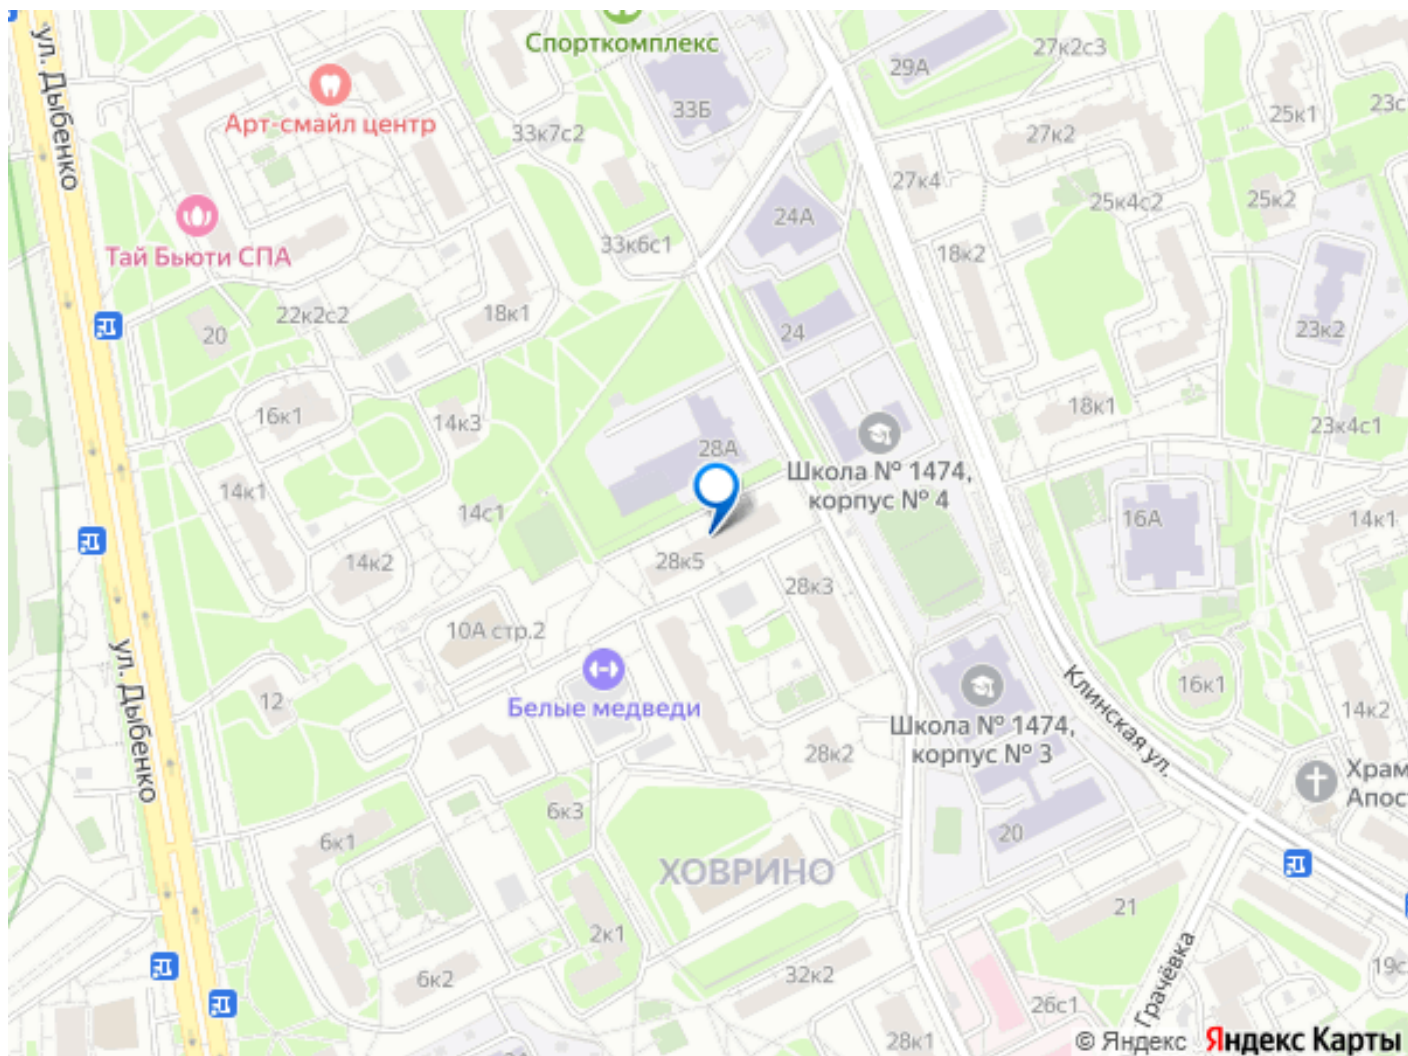 Спорткомплекс
27к2с3
ул. Дыбенко
29А
Арт-смайл центр
33Б
25к1
23с
33к7с2
27к2
27к4
25к4с2
25к2
24А
Тай Бьюти СПА
33к6с1
18к2
22к2с2
18к1
20
24
23к2
16к1
14к3
18к1
23к4с1
28А
Школа № 1474,
корпус № 4
14к1
14с1
16А
14к1
14к2
28к5
28к3
10А стр.2
ул. Дыбенко
12
Белые медведи
Клинская ул.
16к1
14к2
Школа № 1474,
корпус № 3
28к2
Храм
Апос
6к3
6к1
20
ХОВРИНО
21
2к1
Грачёвка
6к2
32к2
19с
26с1
28к1
© Яндекс Яндекс Карты